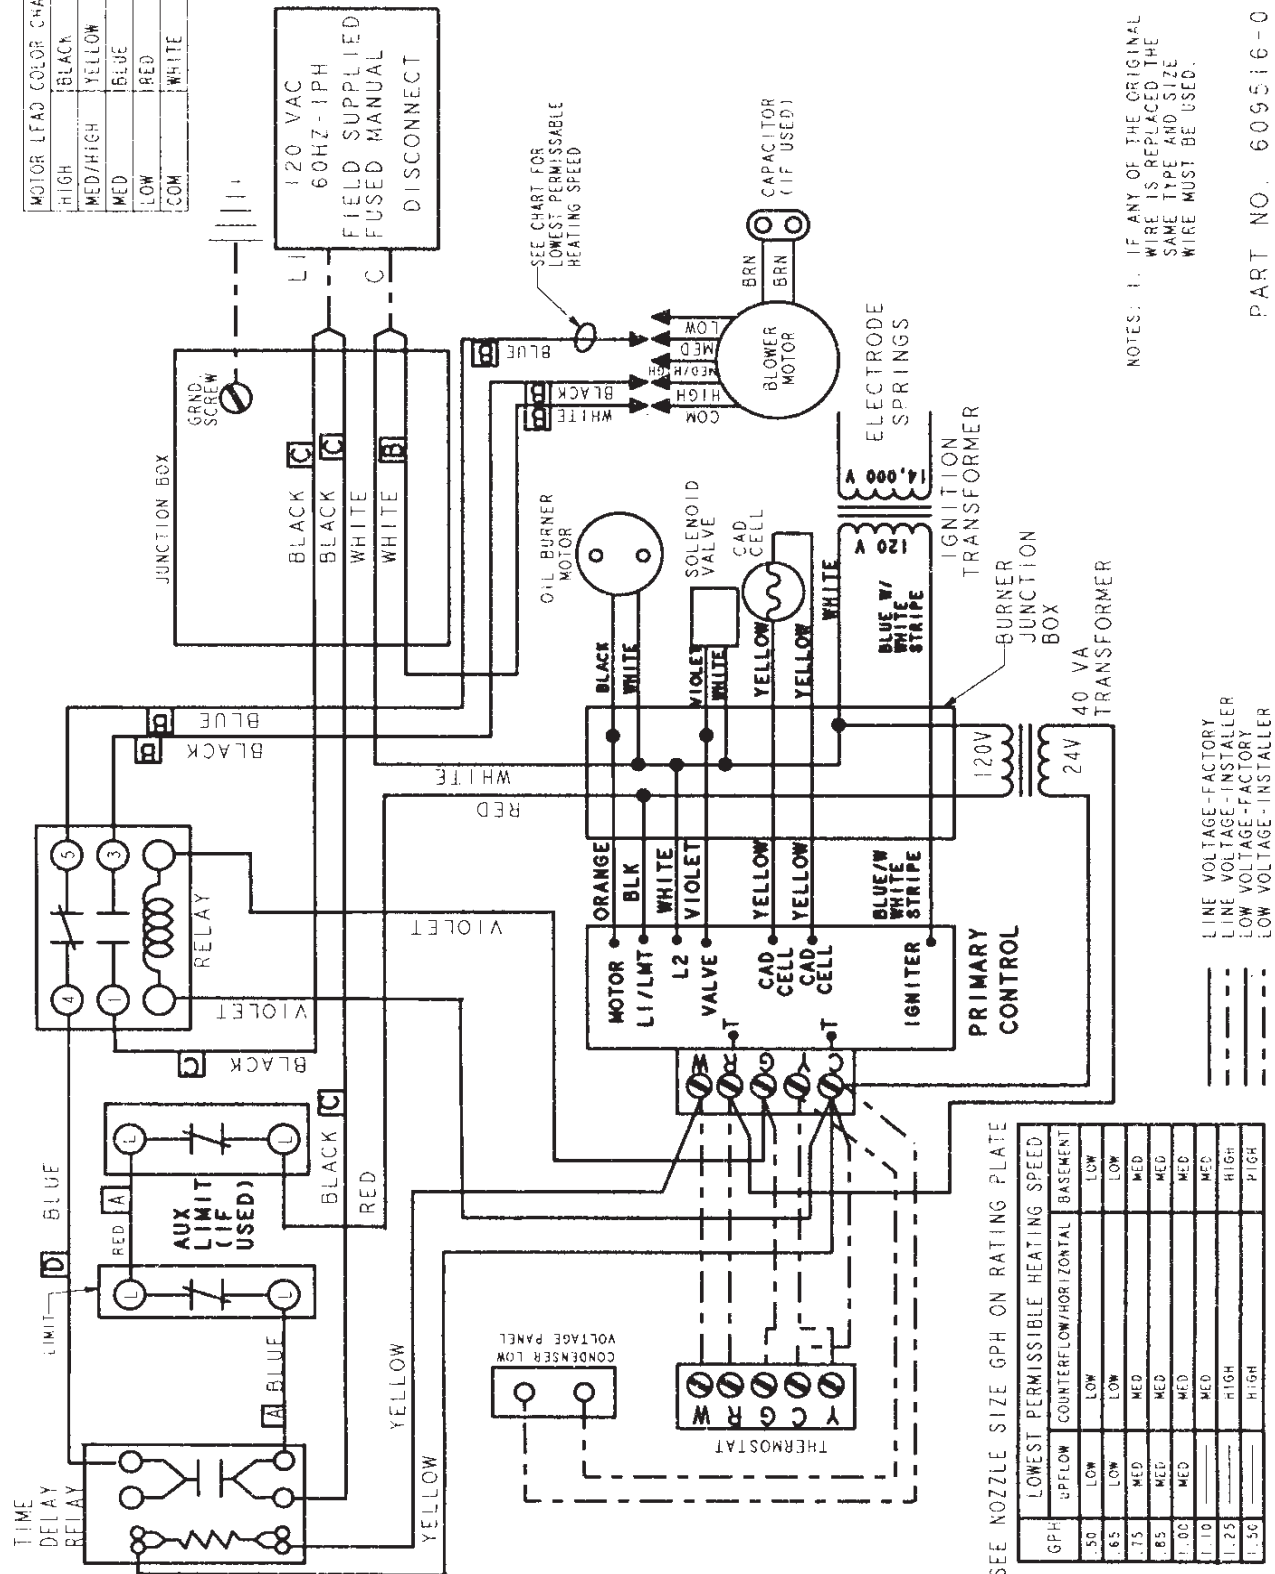 MOTOR LEAD COLOR CHA
HIGH BLACK
MED/HIGH YELLOW
MED BLUE
LOW RED
COM WHITE
120 VAC
60HZ-1PH
FIELD SUPPLIED
FUSED MANUAL
DISCONNECT
L1
C
JUNCTION BOX
GRND.
SCREW
BLACK
C
BLACK
C
WHITE
WHITE
B
SEE CHART FOR
LOWEST PERMISSABLE
HEATING SPEED
B
BLUE
B
BLACK
B
WHITE
LOW
MED
MED/HIGH
HIGH
COM
BLOWER
MOTOR
BRN
BRN
CAPACITOR
(IF USED)
ELECTRODE
SPRINGS
14,000 V
120 V
IGNITION
TRANSFORMER
OIL BURNER
MOTOR
SOLENOID
VALVE
CAD
CELL
BLACK
WHITE
VIOLET
WHITE
YELLOW
YELLOW
WHITE
BLUE W/
WHITE
STRIPE
BURNER
JUNCTION
BOX
40 VA
TRANSFORMER
120V
24V
B
BLUE
B
BLACK
WHITE
RED
5
3
4
1
RELAY
VIOLET
VIOLET
C
BLACK
ORANGE
BLK
WHITE
VIOLET
YELLOW
YELLOW
BLUE/W
WHITE
STRIPE
MOTOR
L1/LMT
L2
VALVE
CAD
CELL
CAD
CELL
IGNITER
T
T
PRIMARY
CONTROL
W
R
G
Y
C
L
L
AUX
LIMIT
(IF
USED)
RED
A
LIMIT
L
L
D
BLUE
BLACK
C
RED
A
BLUE
TIME
DELAY
RELAY
YELLOW
YELLOW
CONDENSER LOW
VOLTAGE PANEL
W
R
G
C
Y
THERMOSTAT
SEE NOZZLE SIZE GPH ON RATING PLATE
LOWEST PERMISSIBLE HEATING SPEED
GPH UPFLOW COUNTERFLOW/HORIZONTAL BASEMENT
.50 LOW LOW LOW
.65 LOW LOW LOW
.75 MED MED MED
.85 MED MED MED
1.00 MED MED MED
1.10 —— MED MED
1.25 —— HIGH HIGH
1.50 —— HIGH HIGH
LINE VOLTAGE-FACTORY
LINE VOLTAGE-INSTALLER
LOW VOLTAGE-FACTORY
LOW VOLTAGE-INSTALLER
NOTES: 1. IF ANY OF THE ORIGINAL
WIRE IS REPLACED THE
SAME TYPE AND SIZE
WIRE MUST BE USED.
PART NO. 609516-0